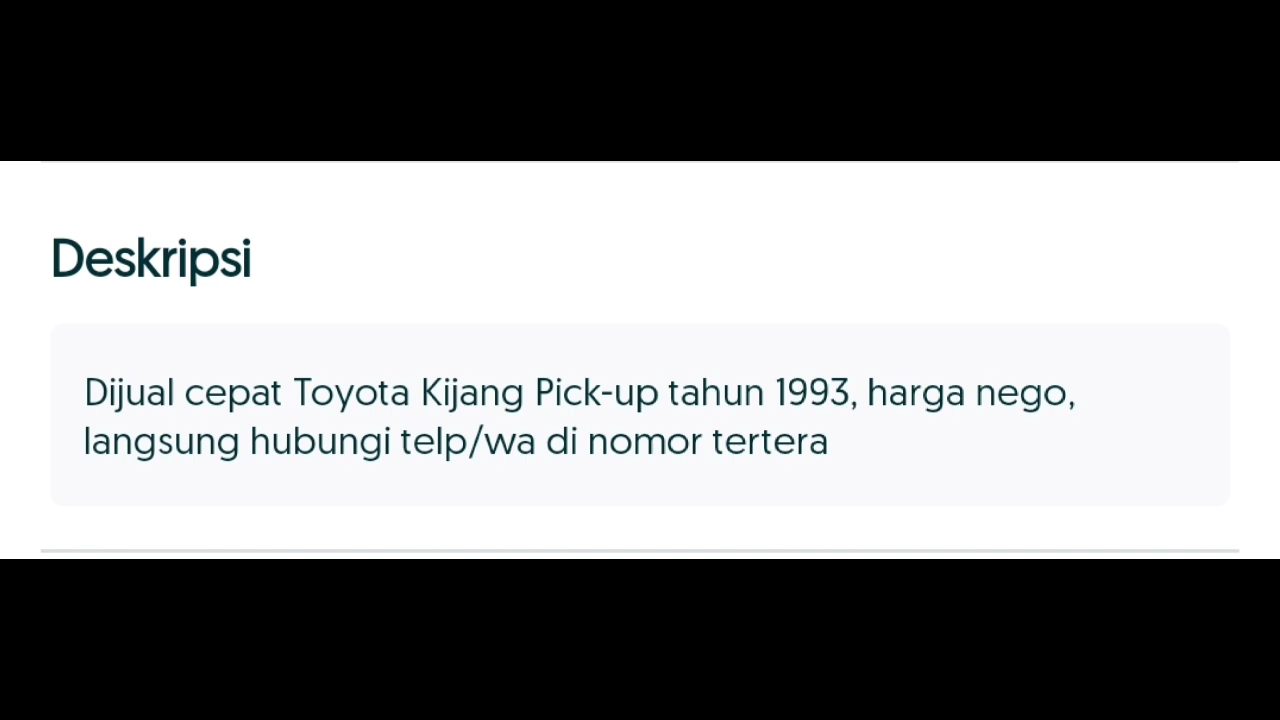 Deskripsi
Dijual cepat Toyota Kijang Pick-up tahun 1993, harga nego,
langsung hubungi telp/wa di nomor tertera